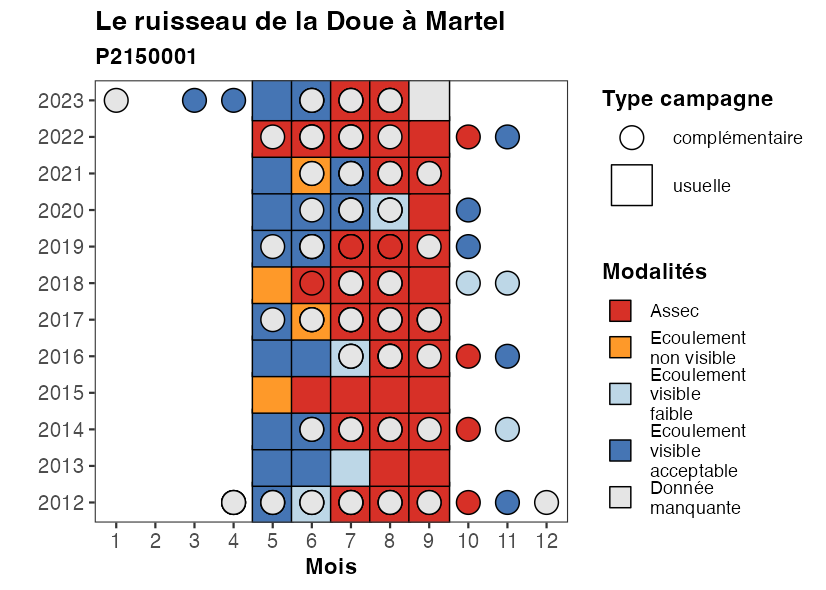 Le ruisseau de la Doue à Martel
P2150001
2023
2022
2021
2020
2019
2018
2017
2016
2015
2014
2013
2012
1 2 3 4 5 6 7 8 9 10 11 12
Mois
Type campagne
complémentaire
usuelle
Modalités
Assec
Ecoulement
non visible
Ecoulement
visible
faible
Ecoulement
visible
acceptable
Donnée
manquante